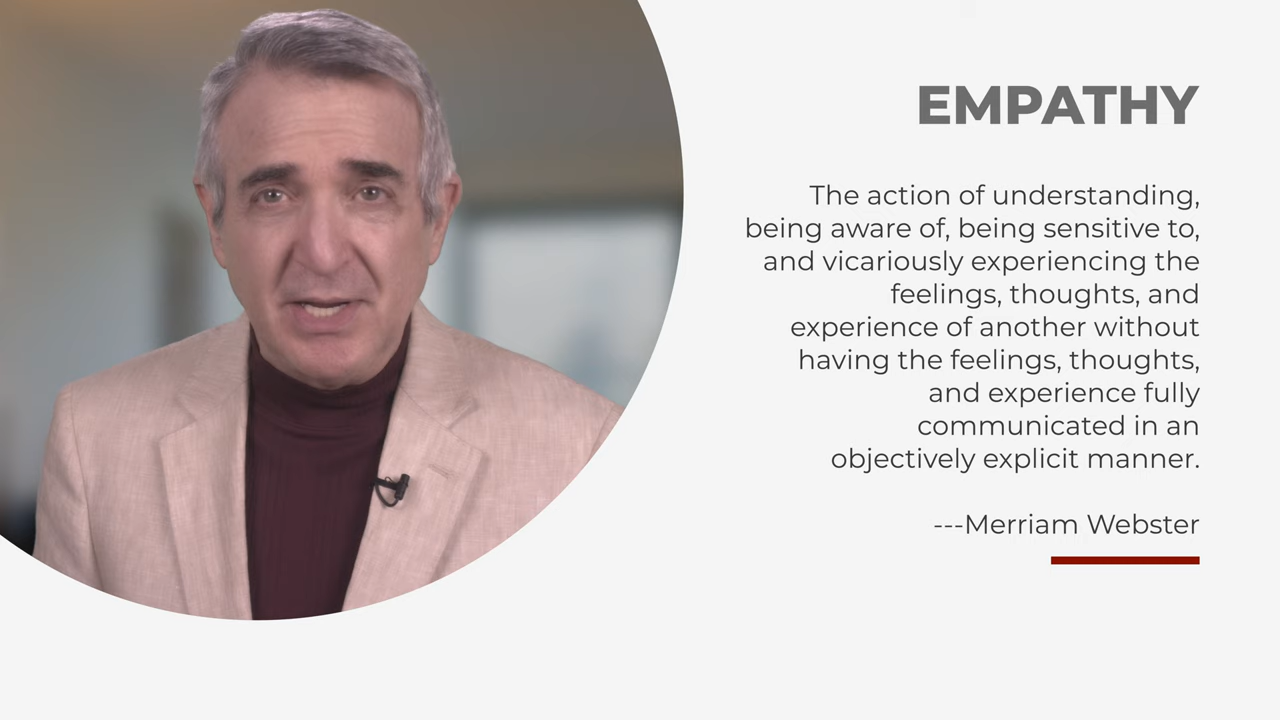 EMPATHY
The action of understanding,
being aware of, being sensitive to,
and vicariously experiencing the
feelings, thoughts, and
experience of another without
having the feelings, thoughts,
and experience fully
communicated in an
objectively explicit manner.
---Merriam Webster